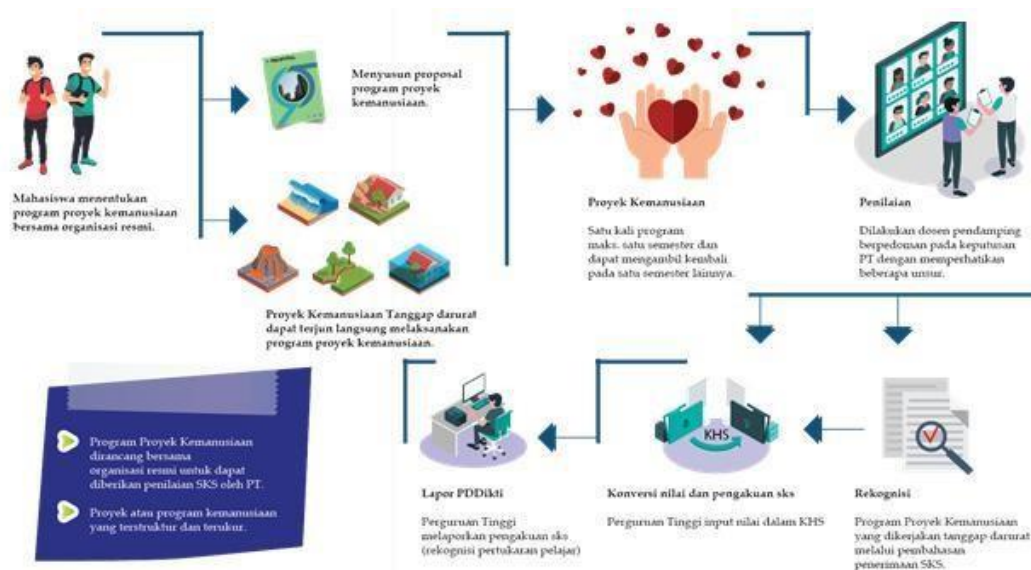 Menyusun proposal
program proyek
kemanusiaan.
Mahasiswa menentukan
program proyek kemanusiaan
bersama organisasi resmi.
Proyek Kemanusiaan Tanggap darurat
dapat terjun langsung melaksanakan
program proyek kemanusiaan.
Proyek Kemanusiaan
Satu kali program
maks. satu semester dan
dapat mengambil kembali
pada satu semester lainnya.
Penilaian
Dilakukan dosen pendamping
berpedoman pada keputusan
PT dengan memperhatikan
beberapa unsur.
Program Proyek Kemanusiaan
dirancang bersama
organisasi resmi untuk dapat
diberikan penilaian SKS oleh PT.
Proyek atau program kemanusiaan
yang terstruktur dan terukur.
Lapor PDDikti
Perguruan Tinggi
melaporkan pengakuan sks
(rekognisi pertukaran pelajar)
KHS
Konversi nilai dan pengakuan sks
Perguruan Tinggi input nilai dalam KHS
Rekognisi
Program Proyek Kemanusiaan
yang dikerjakan tanggap darurat
melalui pembahasan
penerimaan SKS.